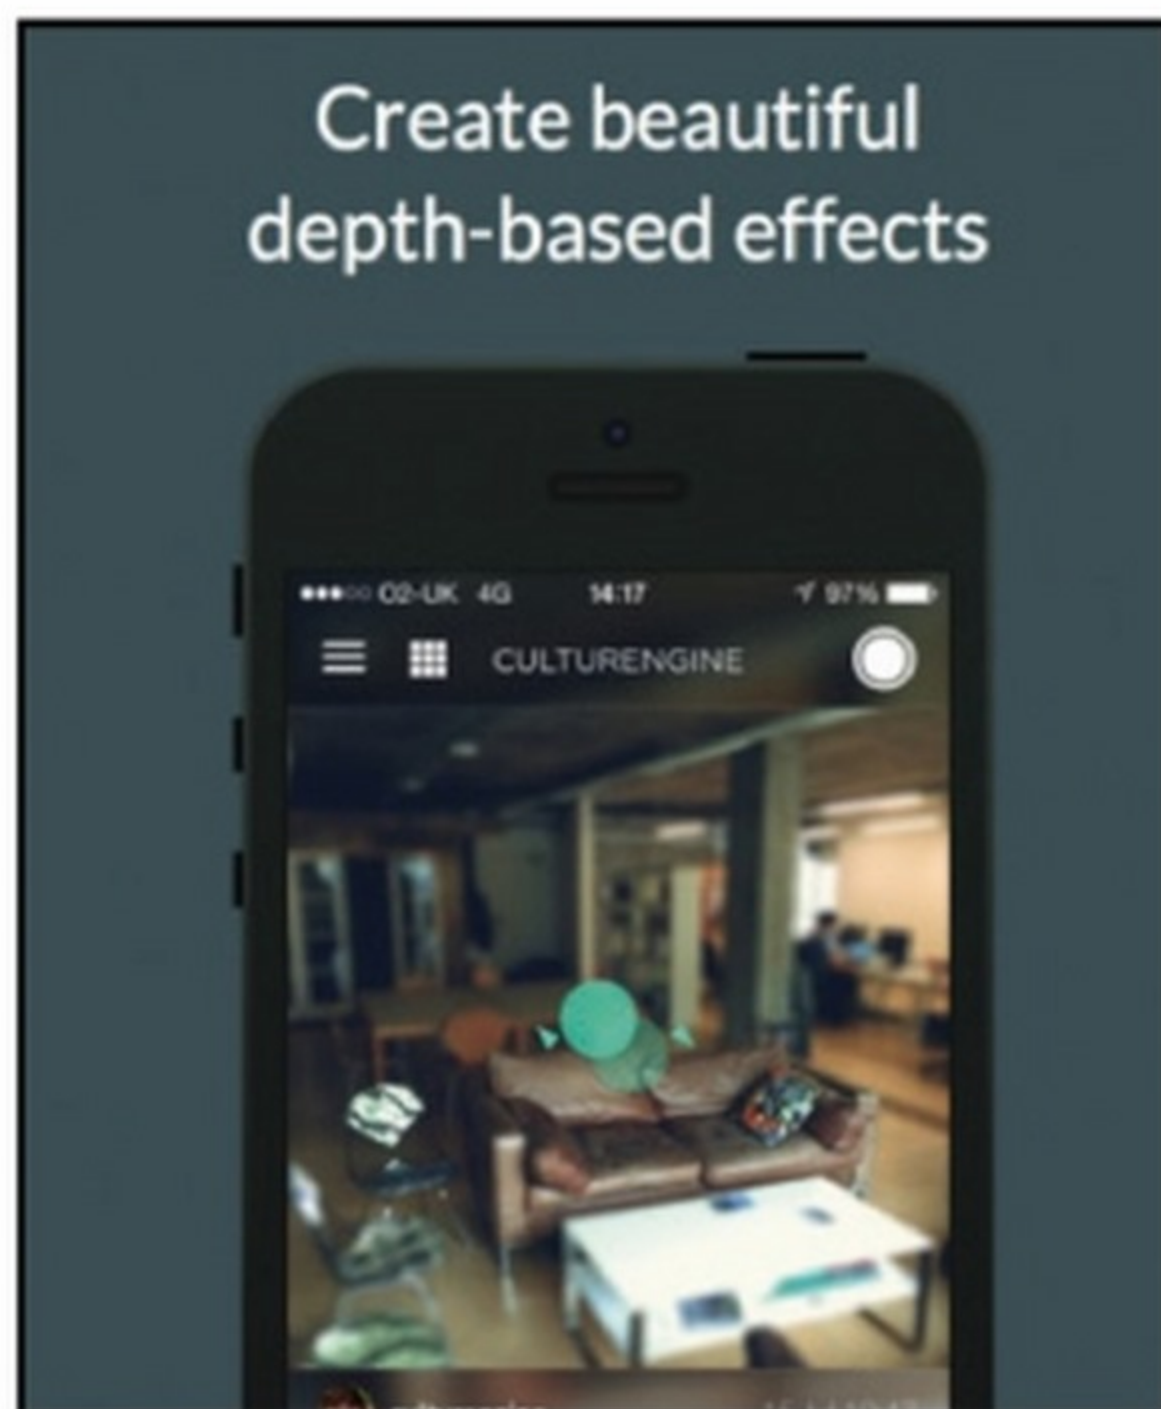 Create beautiful
depth-based effects
O2-UK 4G 14:17 97%
CULTURENGINE